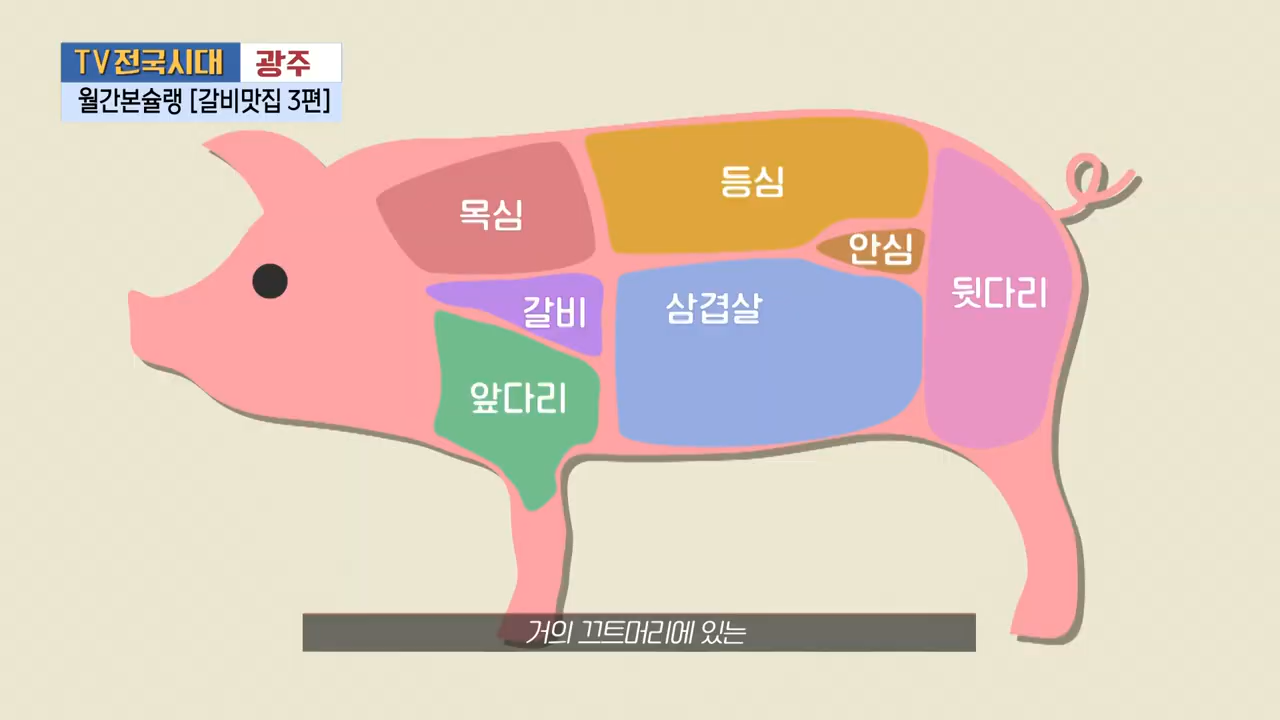 TV전국시대 광주
월간본슐랭 [갈비맛집 3편]
목심
등심
안심
갈비
삼겹살
뒷다리
앞다리
거의 끄트머리에 있는